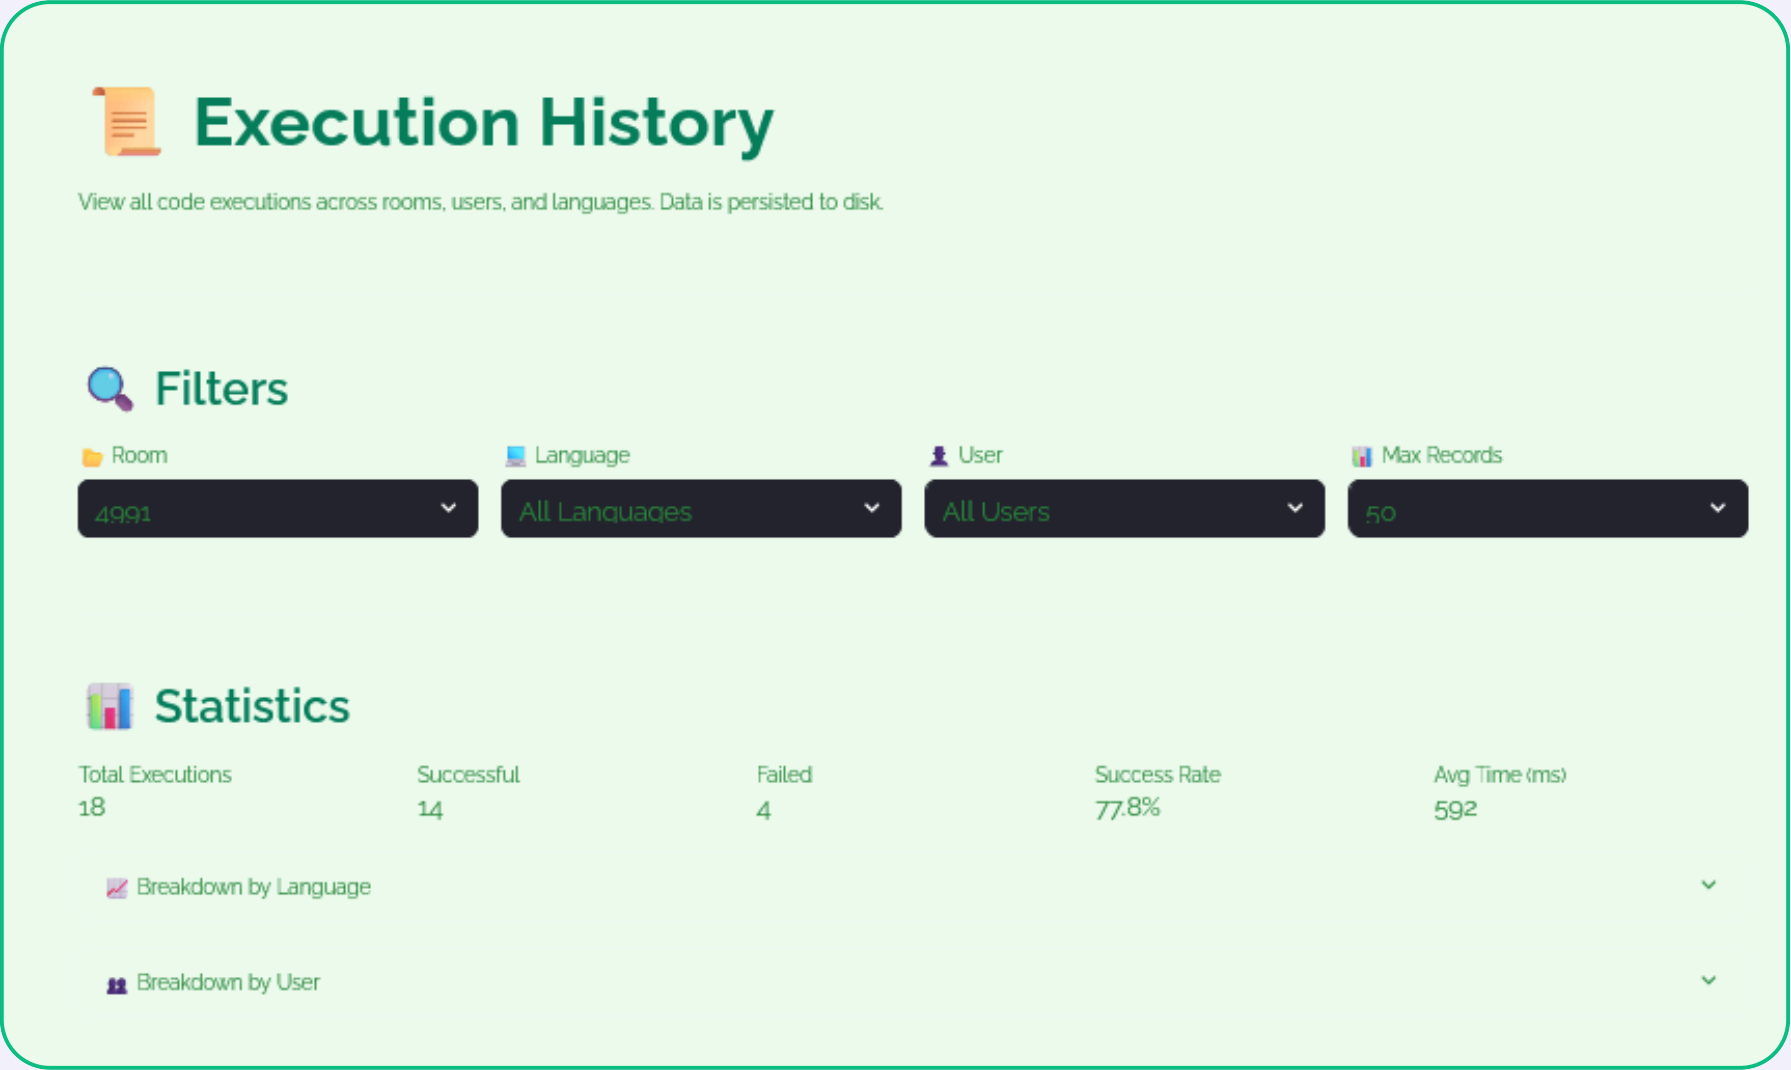 Execution History
View all code executions across rooms, users, and languages. Data is persisted to disk.
Filters
Room
Language
User
Max Records
4991
All Languages
All Users
50
Statistics
Total Executions
Successful
Failed
Success Rate
Avg Time (ms)
18
14
4
77.8%
592
Breakdown by Language
Breakdown by User